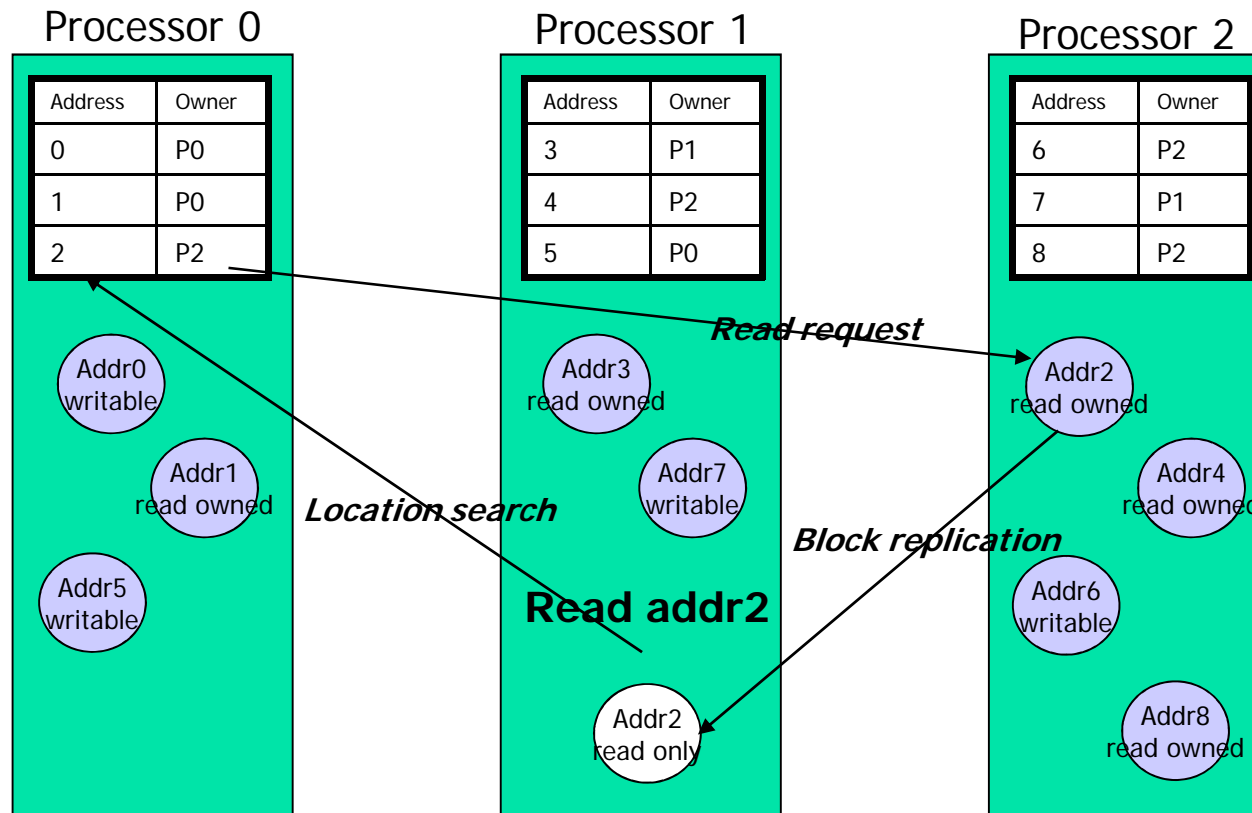 Processor 0
Address Owner
0 P0
1 P0
2 P2
Addr0
writable
Addr1
read owned
Addr5
writable
Processor 1
Address Owner
3 P1
4 P2
5 P0
Addr3
read owned
Addr7
writable
Read addr2
Addr2
read only
Processor 2
Address Owner
6 P2
7 P1
8 P2
Addr2
read owned
Addr4
read owned
Addr6
writable
Addr8
read owned
Location search
Read request
Block replication